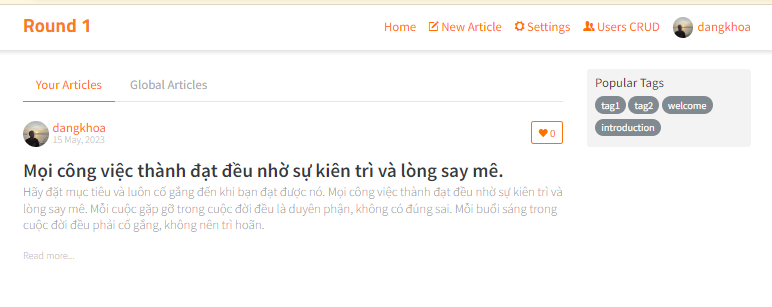 Round 1
Home New Article Settings Users CRUD dangkhoa
Your Articles Global Articles
Popular Tags
tag1 tag2 welcome
introduction
dangkhoa
15 May, 2023
0
Mọi công việc thành đạt đều nhờ sự kiên trì và lòng say mê.
Hãy đặt mục tiêu và luôn cố gắng đến khi bạn đạt được nó. Mọi công việc thành đạt đều nhờ sự kiên trì và
lòng say mê. Mỗi cuộc gặp gỡ trong cuộc đời đều là duyên phận, không có đúng sai. Mỗi buổi sáng trong
cuộc đời đều phải cố gắng, không nên trì hoãn.
Read more...